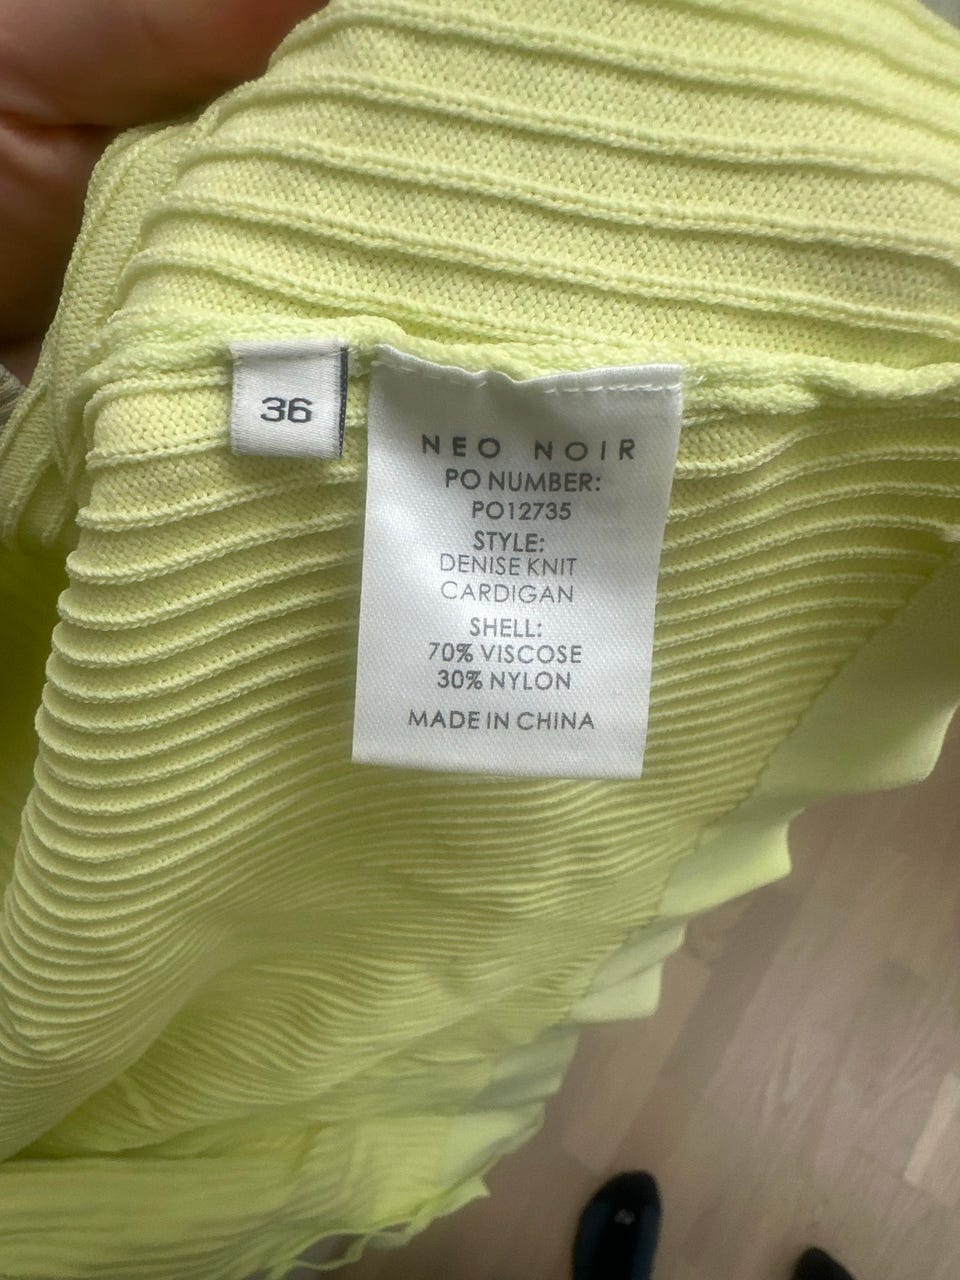 36
NEO NOIR
PO NUMBER:
PO12735
STYLE:
DENISE KNIT
CARDIGAN
SHELL:
70% VISCOSE
30% NYLON
MADE IN CHINA